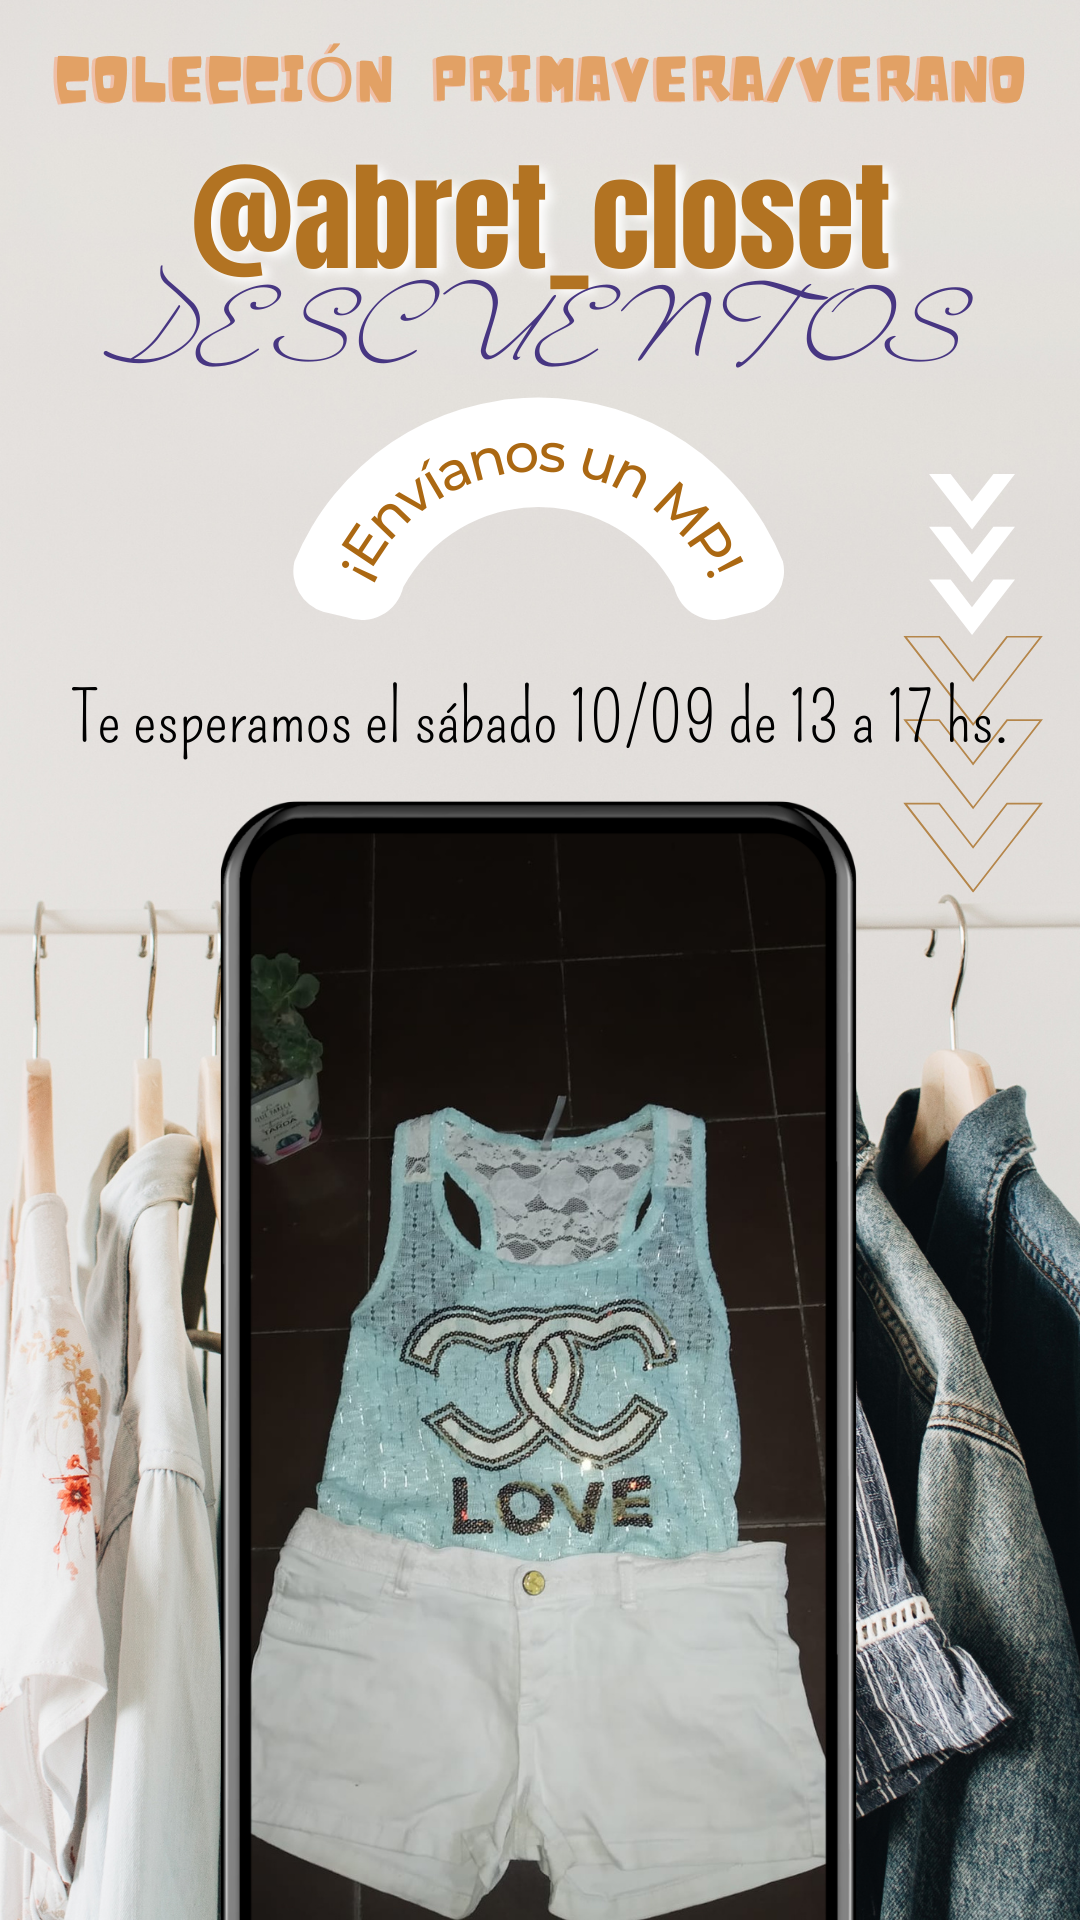 COLECCIÓN PRIMAVERA/VERANO
@abret_closet
DESCUENTOS
¡Envíanos un MP!
Te esperamos el sábado 10/09 de 13 a 17 hs.
LOVE